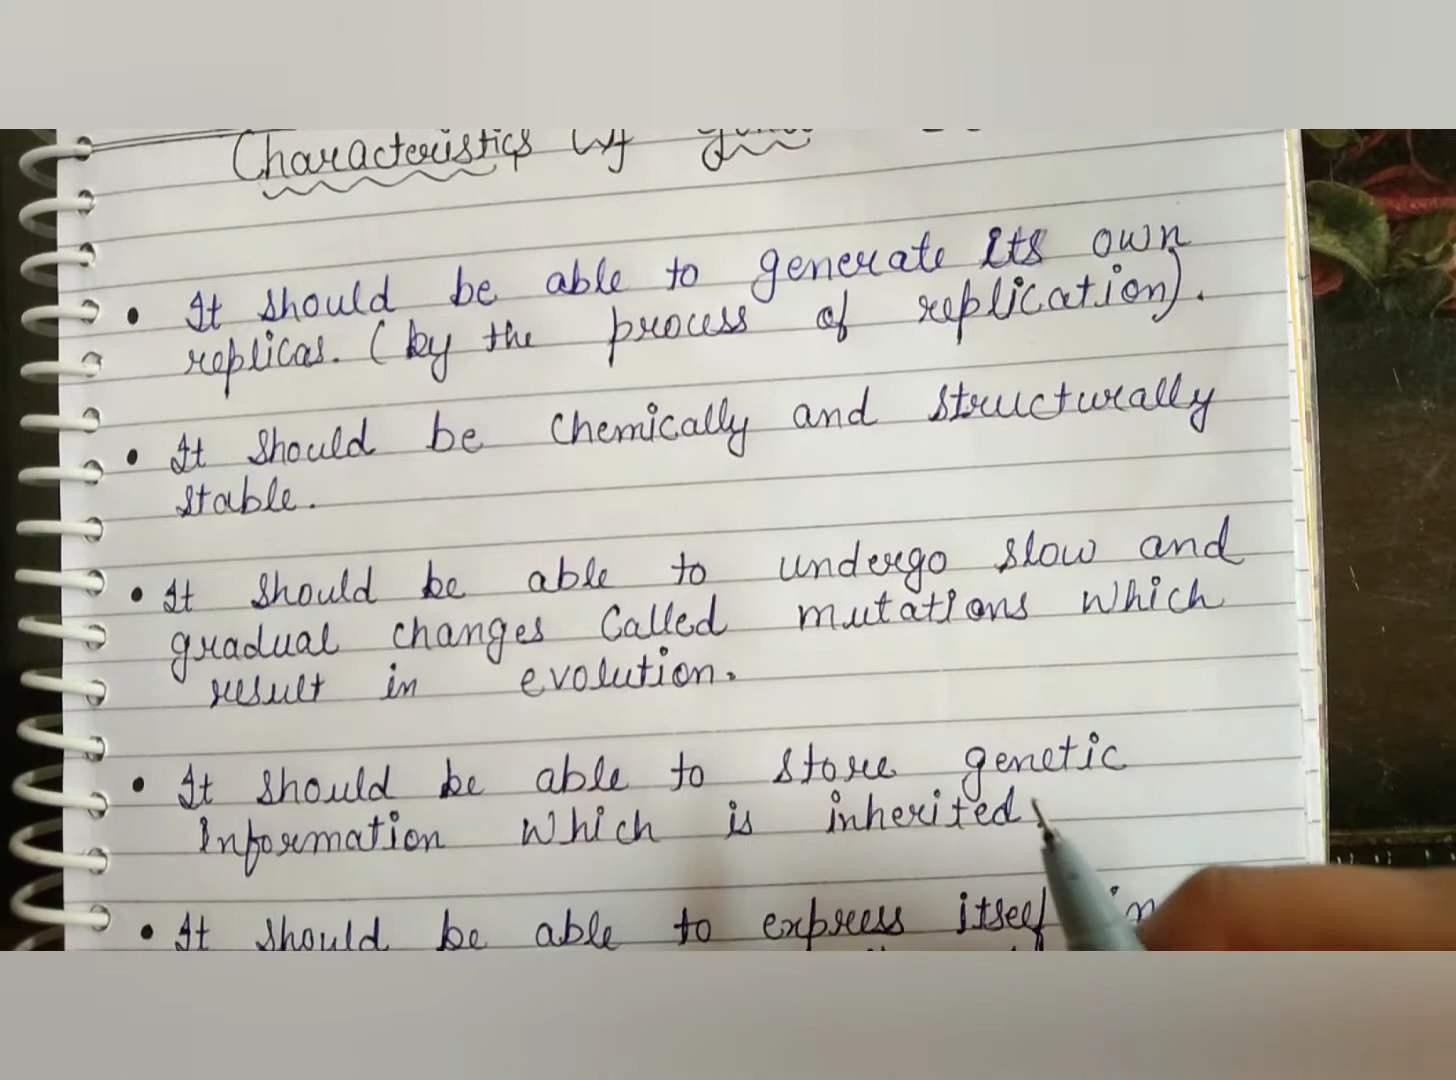 Characteristics of
• It should be able to generate its own
replicas. (by the process of replication).
• It should be chemically and structurally
stable.
• It should be able to undergo slow and
gradual changes called mutations which
result in evolution.
• It should be able to store genetic
Information which is inherited.
• It should be able to express itself in